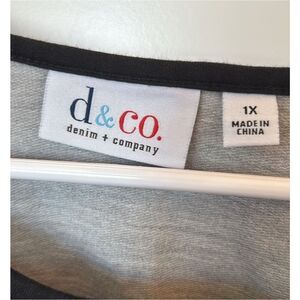 d&co.
denim + company
1X
MADE IN
CHINA